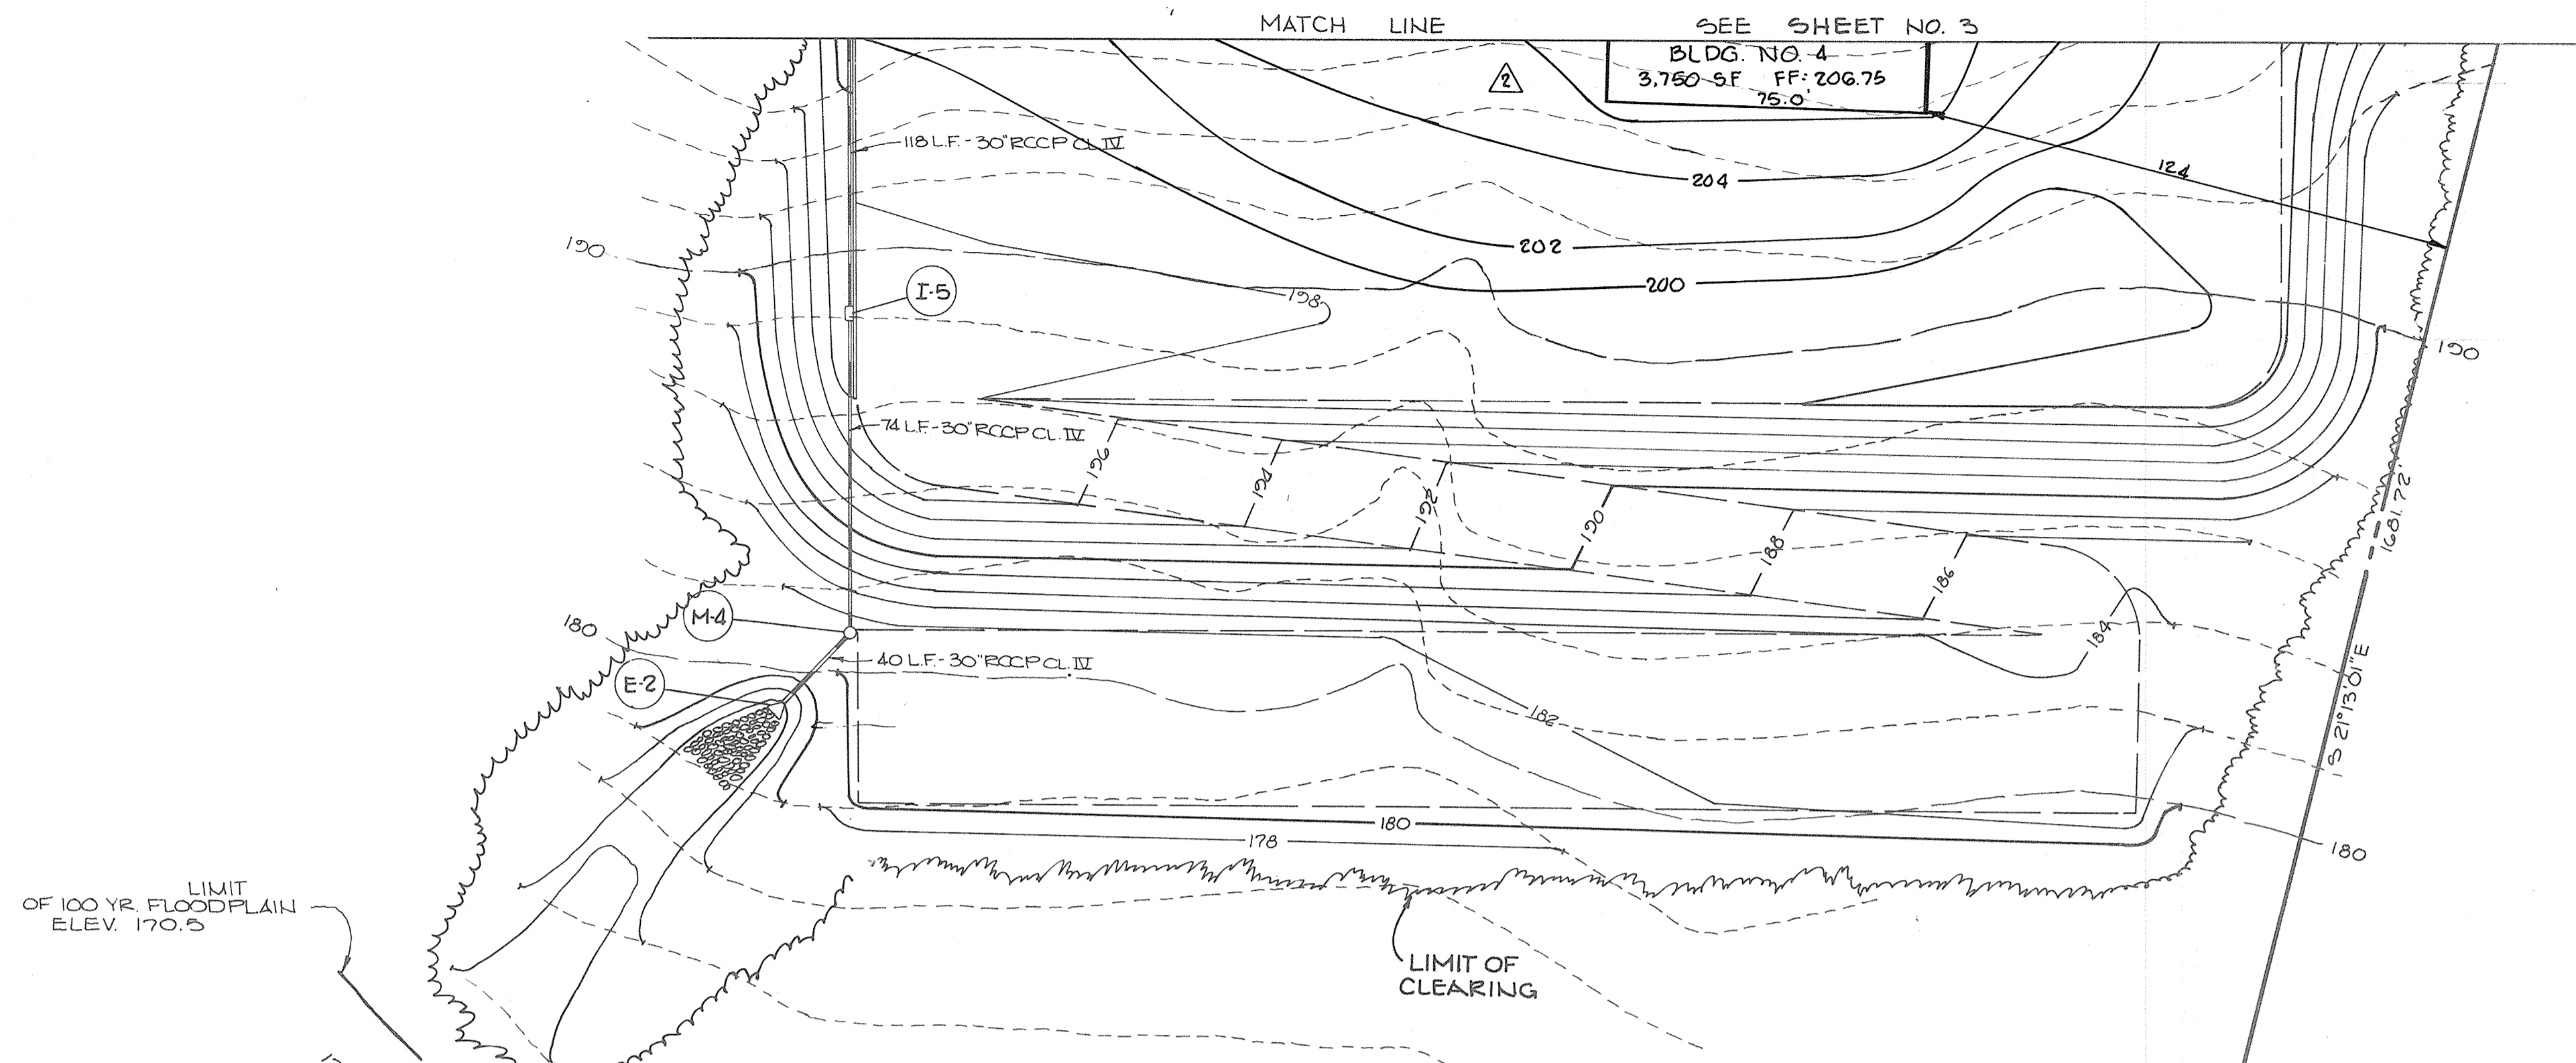 MATCH LINE
SEE SHEET NO. 3
BLDG. NO. 4
3,750 SF FF: 206.75
75.0'
2
118 L.F.-30"RCCP CL IV
204
124
190
202
I-5
198
200
190
74 L.F.-30"RCCP CL. IV
196
194
192
190
188
186
184
1681.72'
S 21°13'01"E
M-4
180
40 L.F.-30"RCCP CL. IV
E-2
182
180
178
180
LIMIT
OF 100 YR. FLOODPLAIN
ELEV. 170.5
LIMIT OF
CLEARING